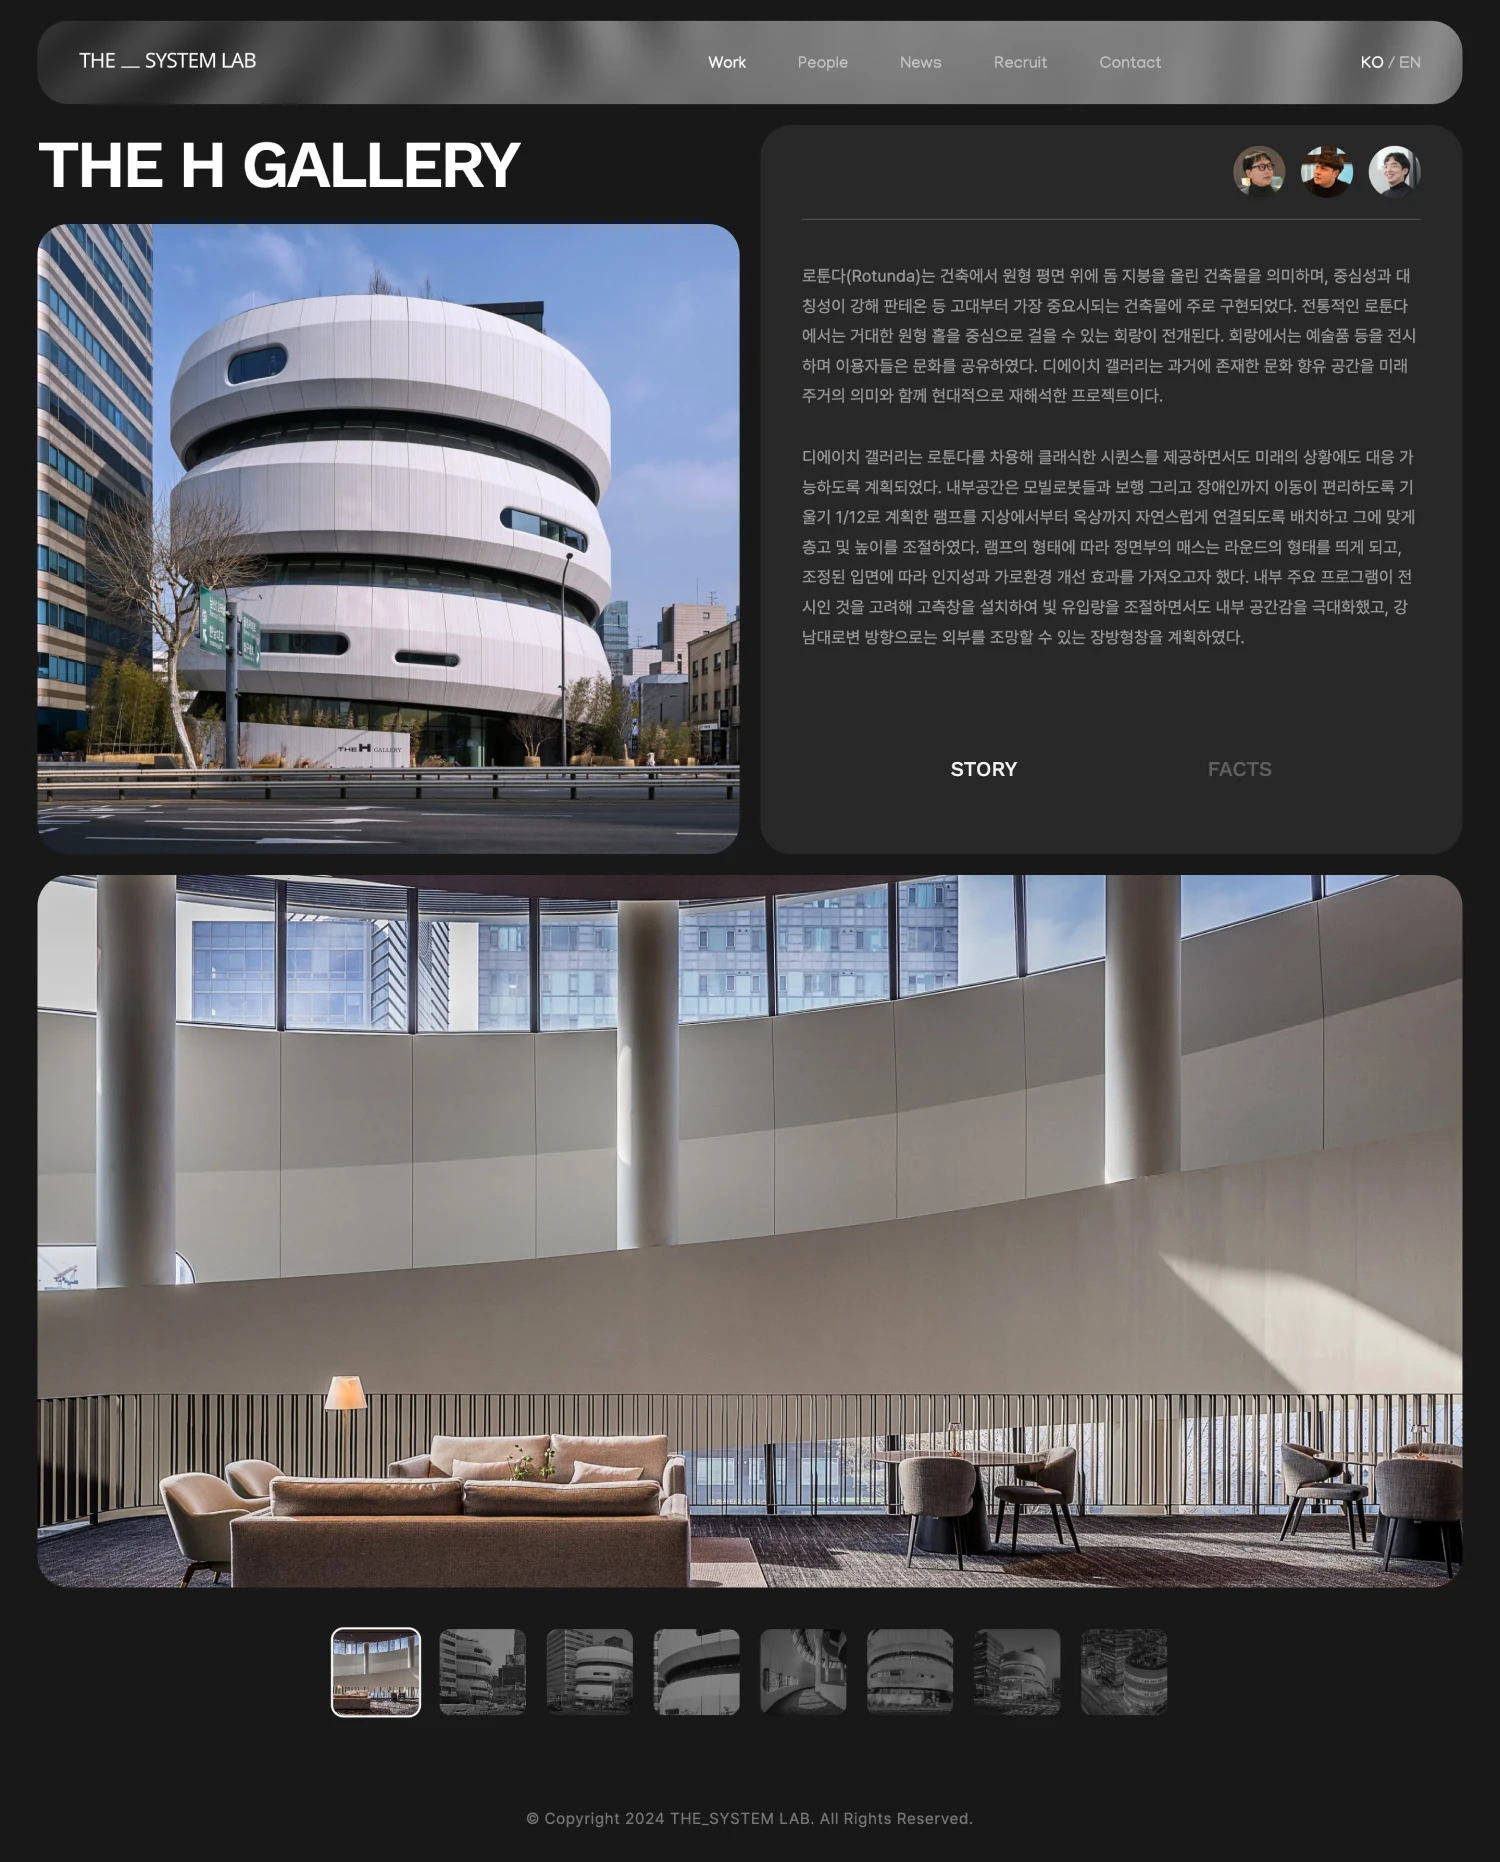 THE __ SYSTEM LAB
Work
People
News
Recruit
Contact
KO / EN
THE H GALLERY
로툰다(Rotunda)는 건축에서 원형 평면 위에 돔 지붕을 올린 건축물을 의미하며, 중심성과 대
칭성이 강해 판테온 등 고대부터 가장 중요시되는 건축물에 주로 구현되었다. 전통적인 로툰다
에서는 거대한 원형 홀을 중심으로 걸을 수 있는 회랑이 전개된다. 회랑에서는 예술품 등을 전시
하며 이용자들은 문화를 공유하였다. 디에이치 갤러리는 과거에 존재한 문화 향유 공간을 미래
주거의 의미와 함께 현대적으로 재해석한 프로젝트이다.
디에이치 갤러리는 로툰다를 차용해 클래식한 시퀀스를 제공하면서도 미래의 상황에도 대응 가
능하도록 계획되었다. 내부공간은 모빌로봇들과 보행 그리고 장애인까지 이동이 편리하도록 기
울기 1/12로 계획한 램프를 지상에서부터 옥상까지 자연스럽게 연결되도록 배치하고 그에 맞게
층고 및 높이를 조절하였다. 램프의 형태에 따라 정면부의 매스는 라운드의 형태를 띄게 되고,
조정된 입면에 따라 인지성과 가로환경 개선 효과를 가져오고자 했다. 내부 주요 프로그램이 전
시인 것을 고려해 고측창을 설치하여 빛 유입량을 조절하면서도 내부 공간감을 극대화했고, 강
남대로변 방향으로는 외부를 조망할 수 있는 장방형창을 계획하였다.
THE H GALLERY
STORY
FACTS
© Copyright 2024 THE_SYSTEM LAB. All Rights Reserved.